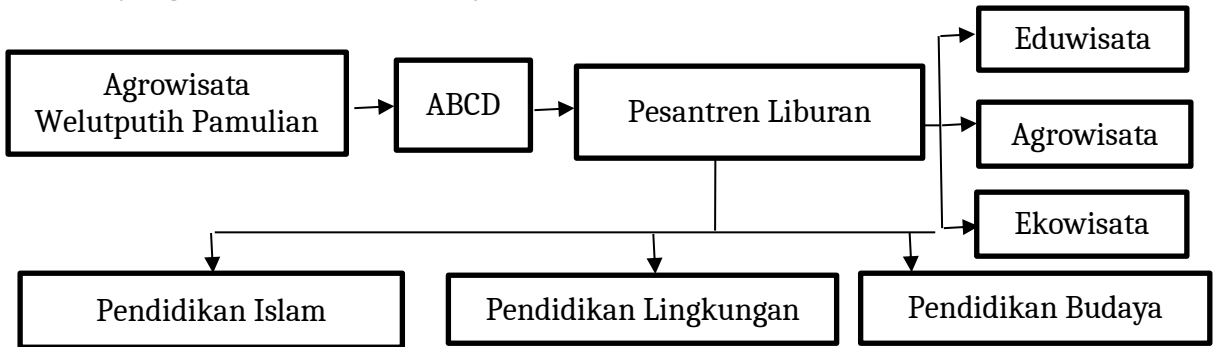 Eduwisata
Agrowisata
Welutputih Pamulian
ABCD
Pesantren Liburan
Agrowisata
Ekowisata
Pendidikan Islam
Pendidikan Lingkungan
Pendidikan Budaya